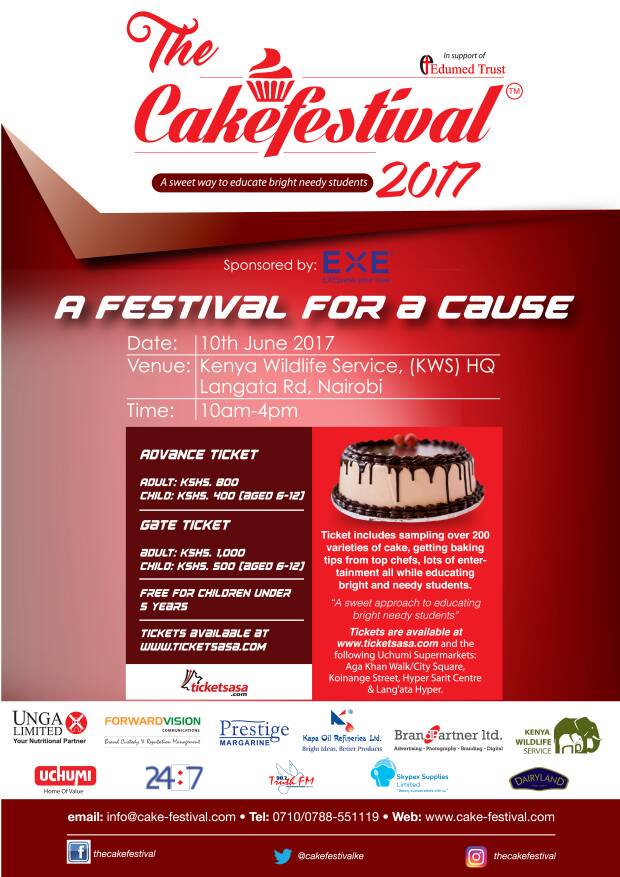 The
In support of
Edumed Trust
Cakefestival TM
A sweet way to educate bright needy students
2017
Sponsored by: EXE
A FESTIVAL FOR A CAUSE
Date: 10th June 2017
Venue: Kenya Wildlife Service, (KWS) HQ
Langata Rd, Nairobi
Time: 10am-4pm
ADVANCE TICKET
ADULT: KSHS. 800
CHILD: KSHS. 400 (AGED 6-12)
GATE TICKET
ADULT: KSHS. 1,000
CHILD: KSHS. 500 (AGED 6-12)
FREE FOR CHILDREN UNDER
5 YEARS
TICKETS AVAILABLE AT
WWW.TICKETSASA.COM
ticketsasa
.com
Ticket includes sampling over 200
varieties of cake, getting baking
tips from top chefs, lots of enter-
tainment all while educating
bright and needy students.
"A sweet approach to educating
bright needy students"
Tickets are available at
www.ticketsasa.com and the
following Uchumi Supermarkets:
Aga Khan Walk/City Square,
Koinange Street, Hyper Sarit Centre
& Lang'ata Hyper.
UNGA
LIMITED
Your Nutritional Partner
FORWARDVISION
COMMUNICATIONS
Brand Custody & Reputation Management
Prestige
MARGARINE
Kapa Oil Refineries Ltd.
Bright Ideas, Better Products
BrandPartner ltd.
Advertising - Photography - Branding - Digital
KENYA
WILDLIFE
SERVICE
UCHUMI
Home Of Value
24:7
98.7
Truth FM
Skypex Supplies
Limited
DAIRYLAND
email: info@cake-festival.com • Tel: 0710/0788-551119 • Web: www.cake-festival.com
thecakefestival
@cakefestivalke
thecakefestival